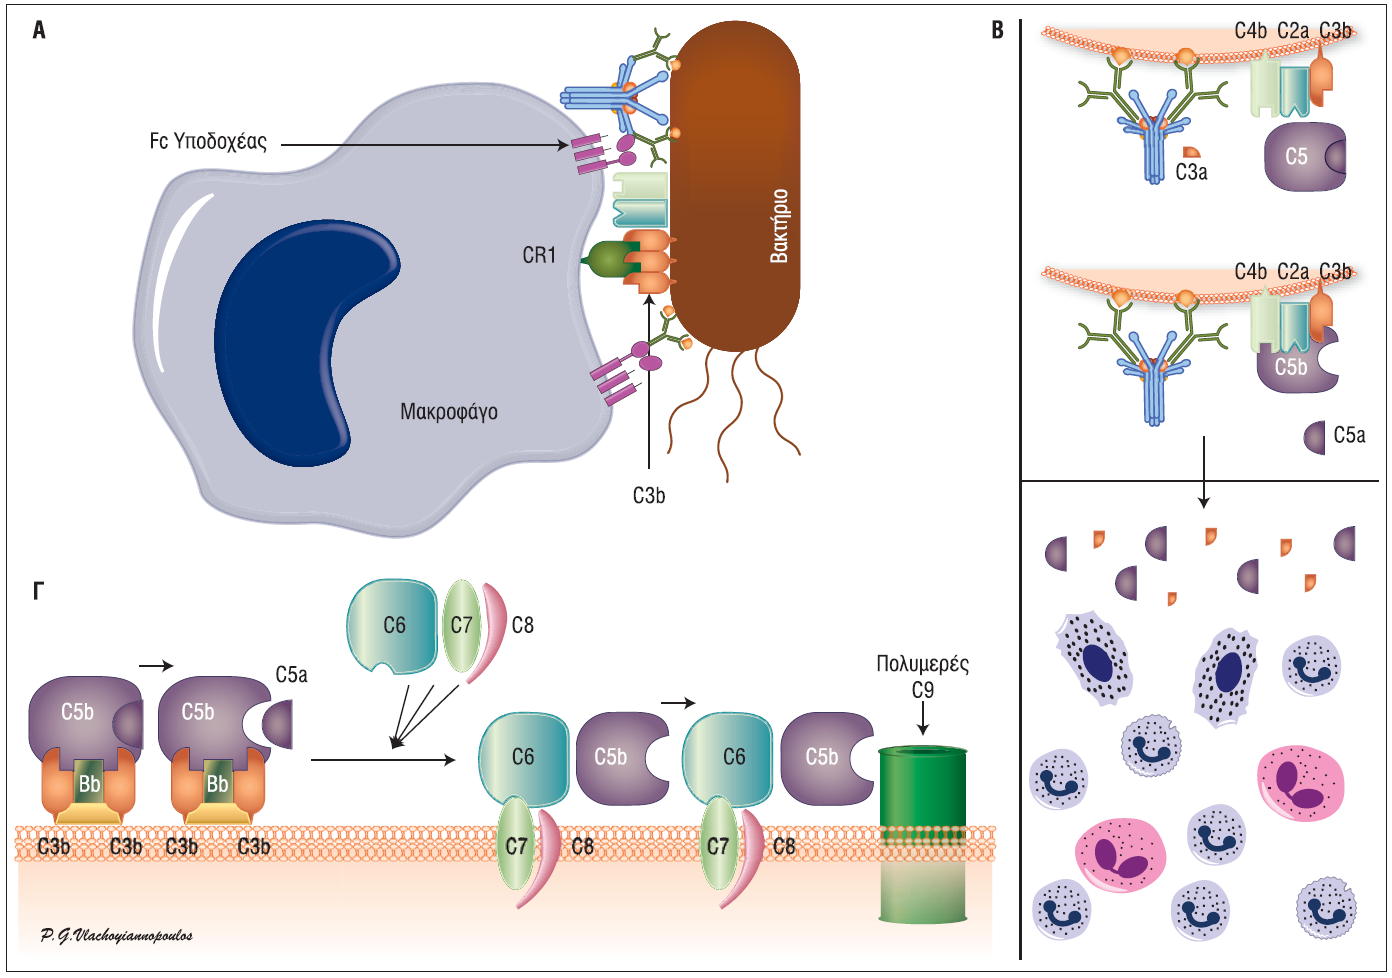 Α
Fc Υποδοχέας
CR1
Βακτήριο
Μακροφάγο
C3b
Β
C4b C2a C3b
C5
C3a
C4b C2a C3b
C5b
C5a
Γ
C6
C7
C8
C5b
C5b
C5a
Bb
Bb
C3b
C3b
C3b
C3b
C6
C5b
C7
C8
C6
C5b
C7
C8
Πολυμερές
C9
P.G.Vlachoyiannopoulos